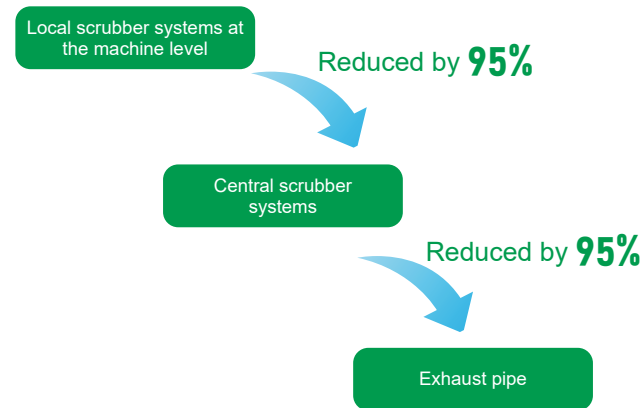 Local scrubber systems at
the machine level
Reduced by 95%
Central scrubber
systems
Reduced by 95%
Exhaust pipe